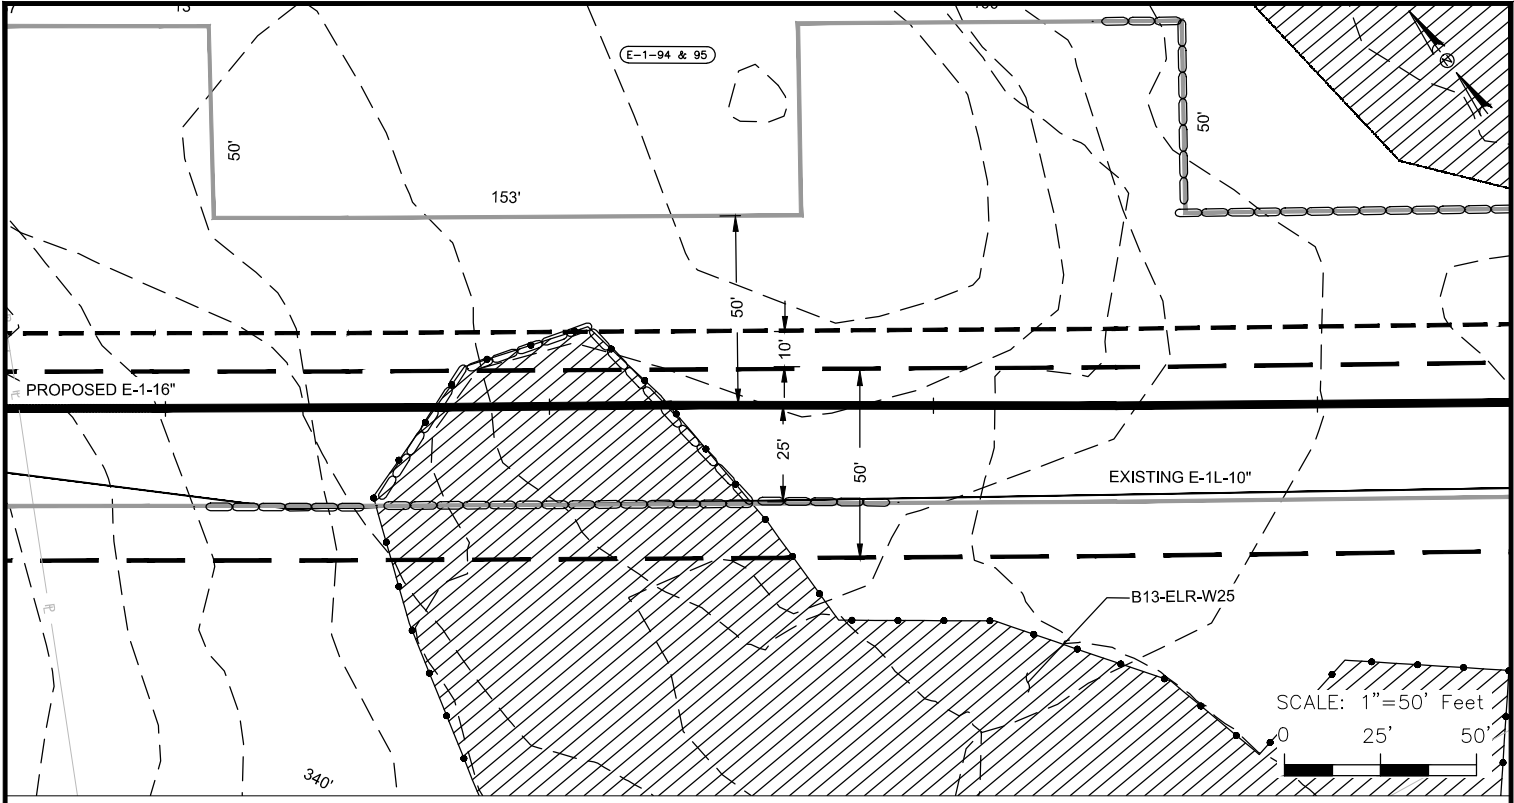 E-1-94 & 95
N
50'
50'
153'
50'
10'
PROPOSED E-1-16"
25'
50'
EXISTING E-1L-10"
B13-ELR-W25
SCALE: 1"=50' Feet
0 25' 50'
340'